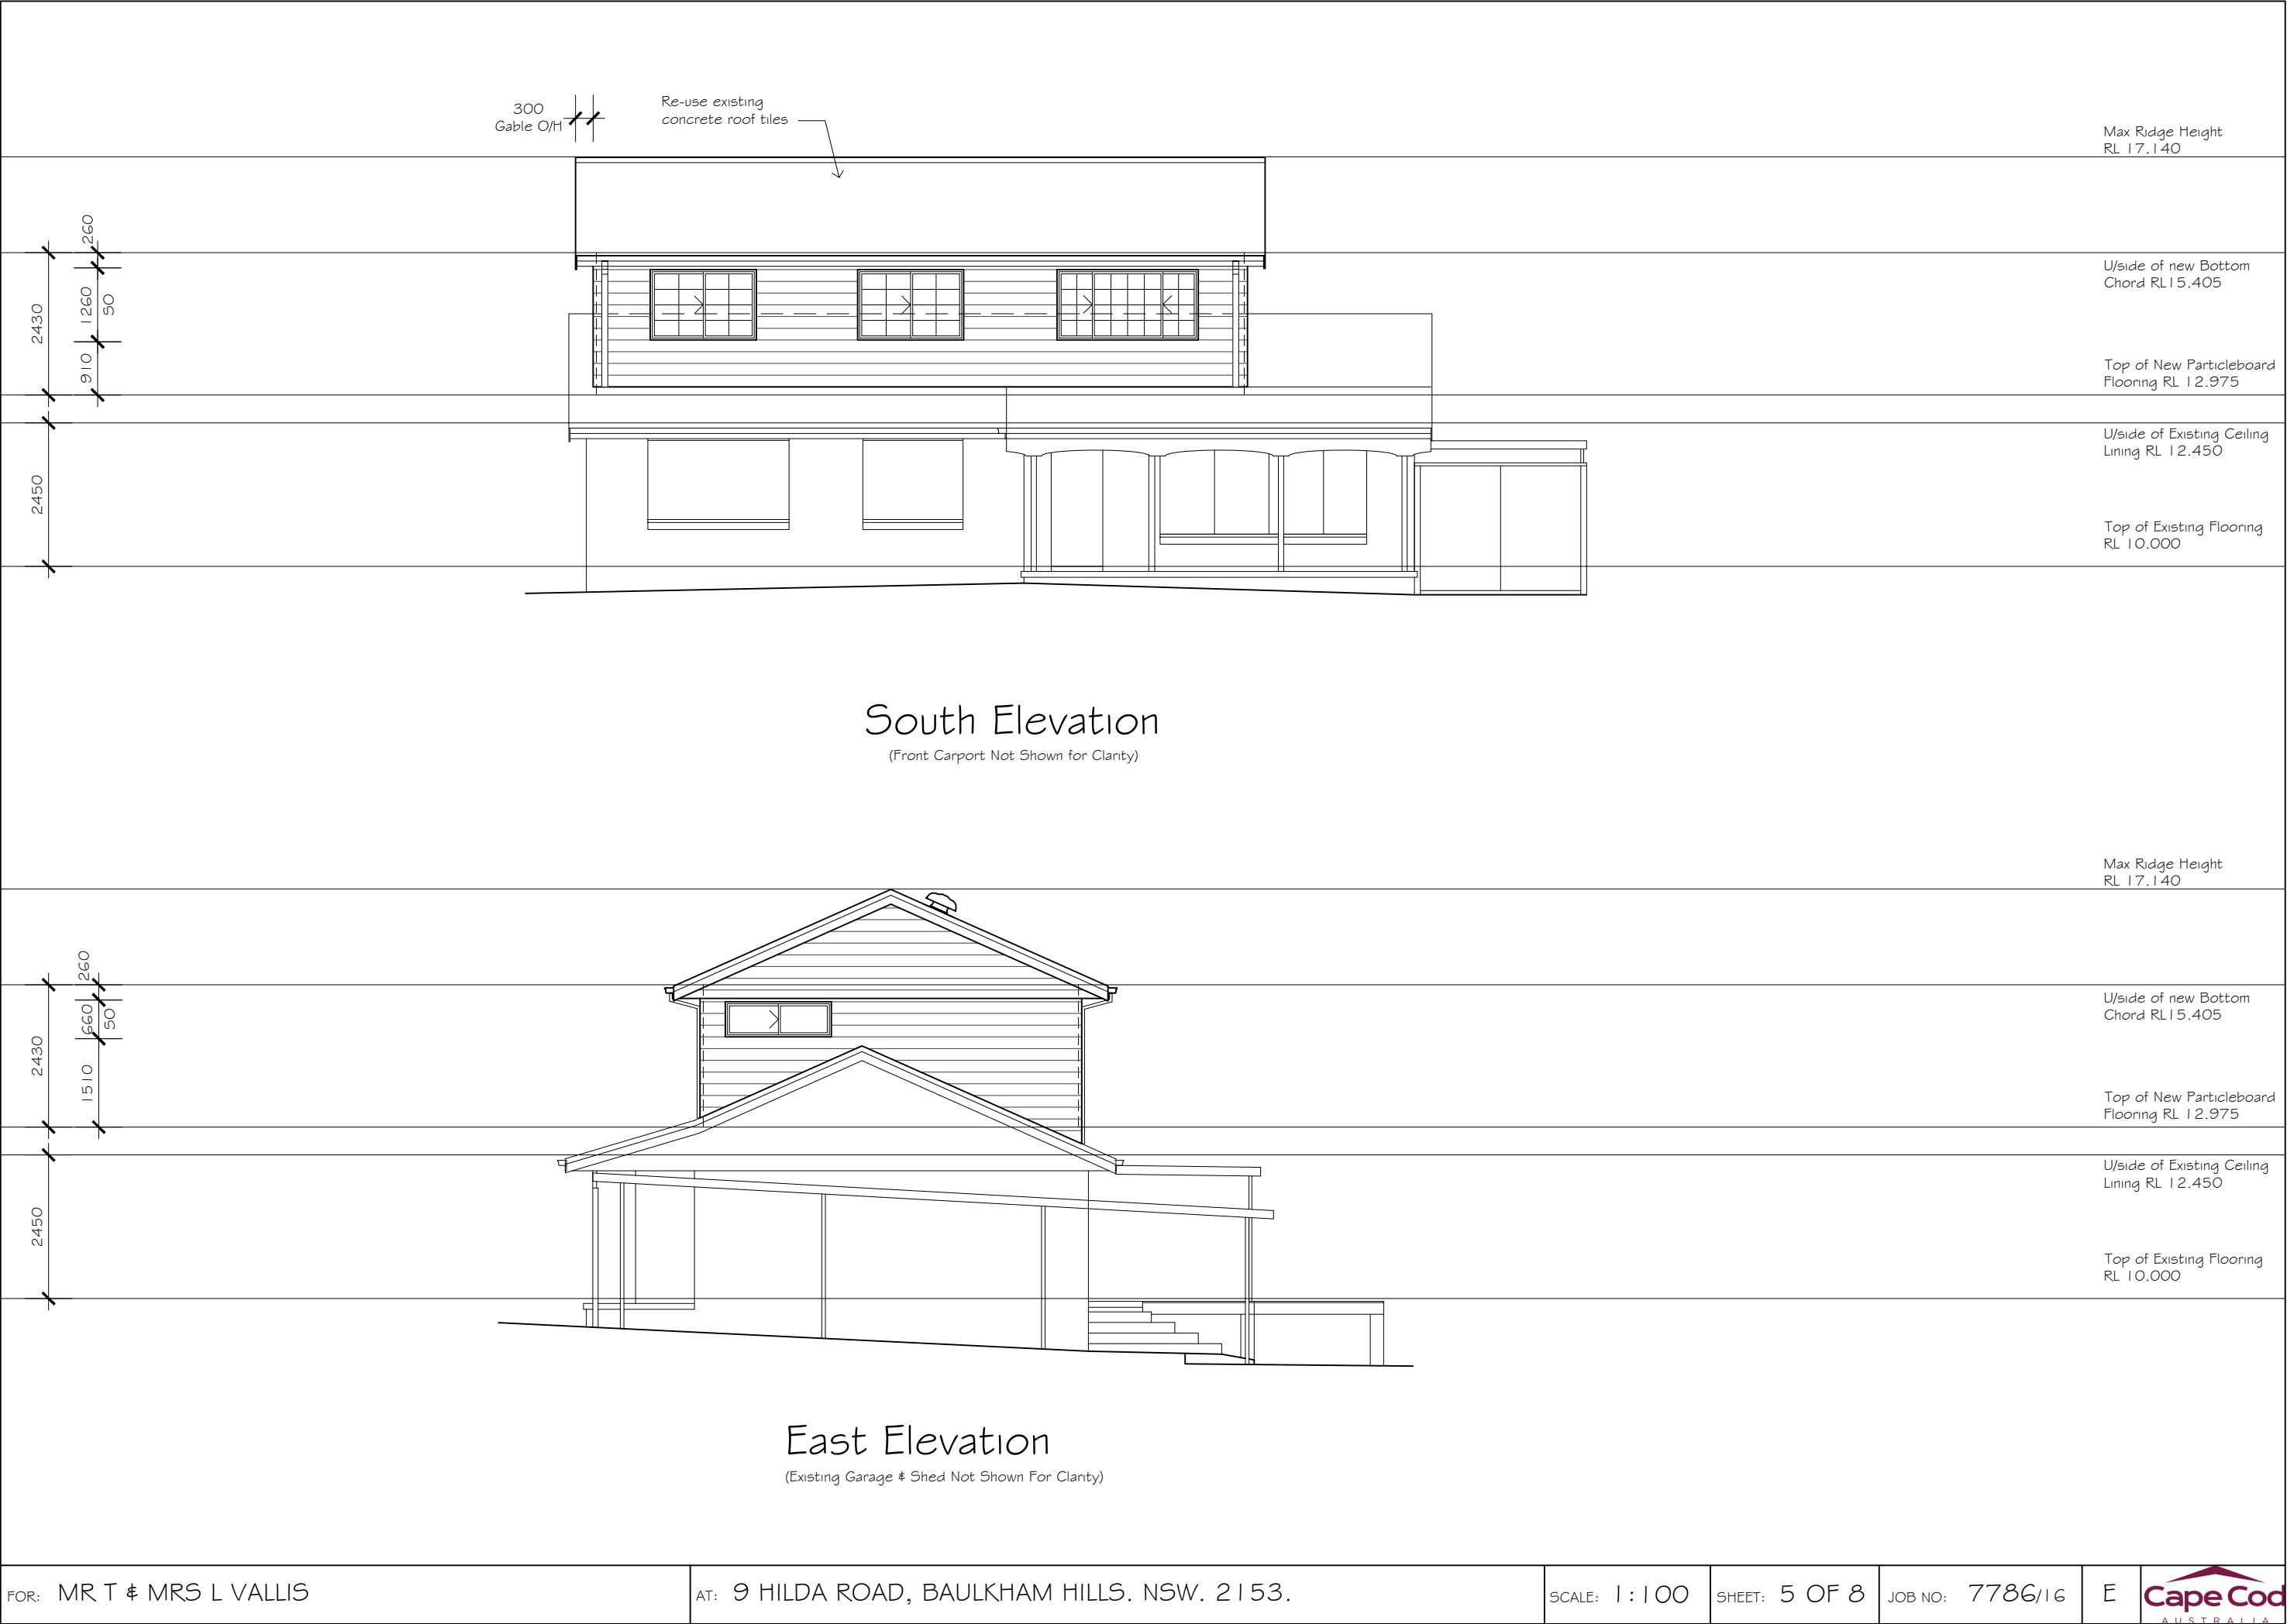 300
Gable O/H
Re-use existing
concrete roof tiles
Max Ridge Height
RL 17.140
260
2430
1260
50
910
U/side of new Bottom
Chord RL15.405
Top of New Particleboard
Flooring RL 12.975
2450
U/side of Existing Ceiling
Lining RL 12.450
Top of Existing Flooring
RL 10.000
South Elevation
(Front Carport Not Shown for Clarity)
Max Ridge Height
RL 17.140
260
2430
660
50
1510
U/side of new Bottom
Chord RL15.405
Top of New Particleboard
Flooring RL 12.975
2450
U/side of Existing Ceiling
Lining RL 12.450
Top of Existing Flooring
RL 10.000
East Elevation
(Existing Garage & Shed Not Shown For Clarity)
FOR: MR T & MRS L VALLIS
AT: 9 HILDA ROAD, BAULKHAM HILLS. NSW. 2153.
SCALE: 1:100
SHEET: 5 OF 8
JOB NO: 7786/16
E
Cape Cod
AUSTRALIA